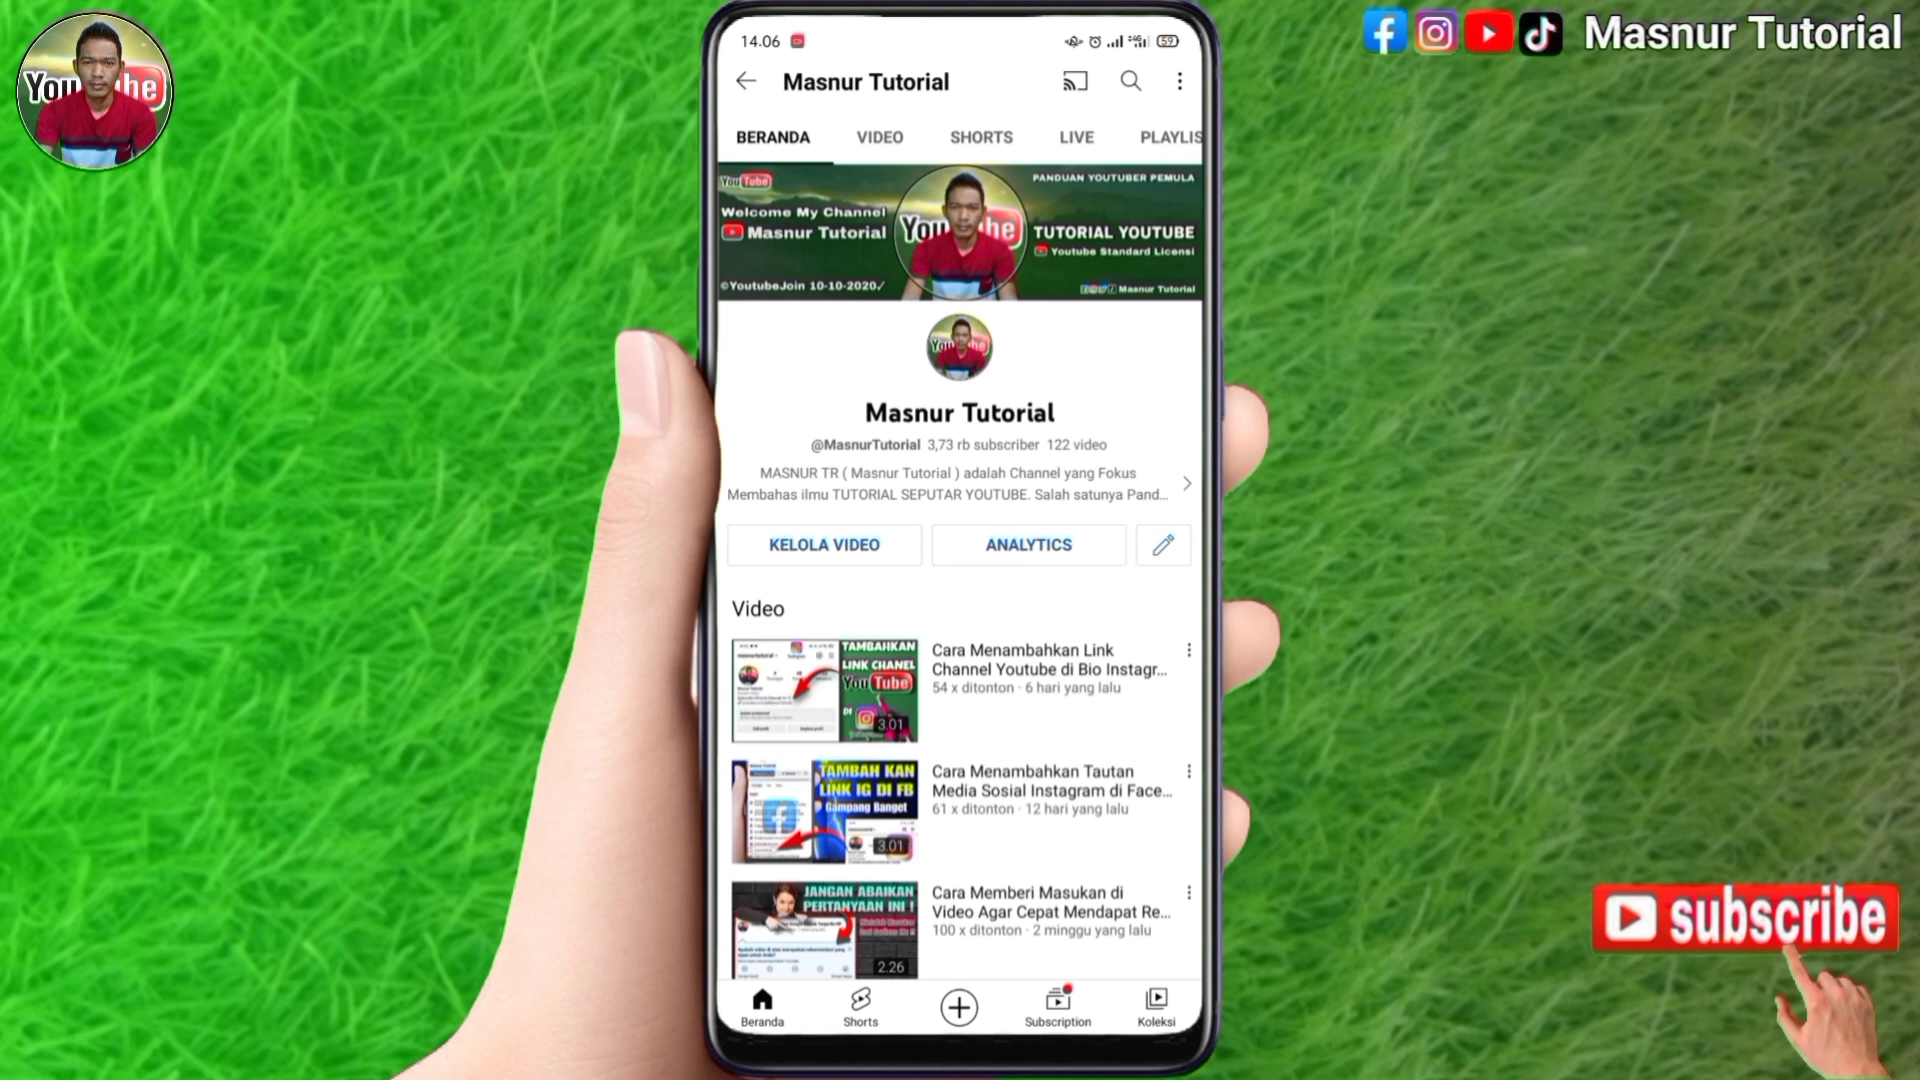 You he
Masnur Tutorial
14.06
59
Masnur Tutorial
BERANDA VIDEO SHORTS LIVE PLAYLIS
YouTube
PANDUAN YOUTUBER PEMULA
Welcome My Channel
Masnur Tutorial
You he
TUTORIAL YOUTUBE
Youtube Standard Licensi
©YoutubeJoin 10-10-2020✓
Masnur Tutorial
Masnur Tutorial
@MasnurTutorial 3,73 rb subscriber 122 video
MASNUR TR ( Masnur Tutorial ) adalah Channel yang Fokus
Membahas ilmu TUTORIAL SEPUTAR YOUTUBE. Salah satunya Pand...
KELOLA VIDEO ANALYTICS
Video
TAMBAHKAN
LINK CHANEL
YouTube
DI
3.01
Cara Menambahkan Link
Channel Youtube di Bio Instagr...
54 x ditonton · 6 hari yang lalu
TAMBAH KAN
LINK IG DI FB
Gampang Banget
3.01
Cara Menambahkan Tautan
Media Sosial Instagram di Face...
61 x ditonton · 12 hari yang lalu
JANGAN ABAIKAN
PERTANYAAN INI !
2.26
Cara Memberi Masukan di
Video Agar Cepat Mendapat Re...
100 x ditonton · 2 minggu yang lalu
Beranda Shorts Subscription Koleksi
subscribe